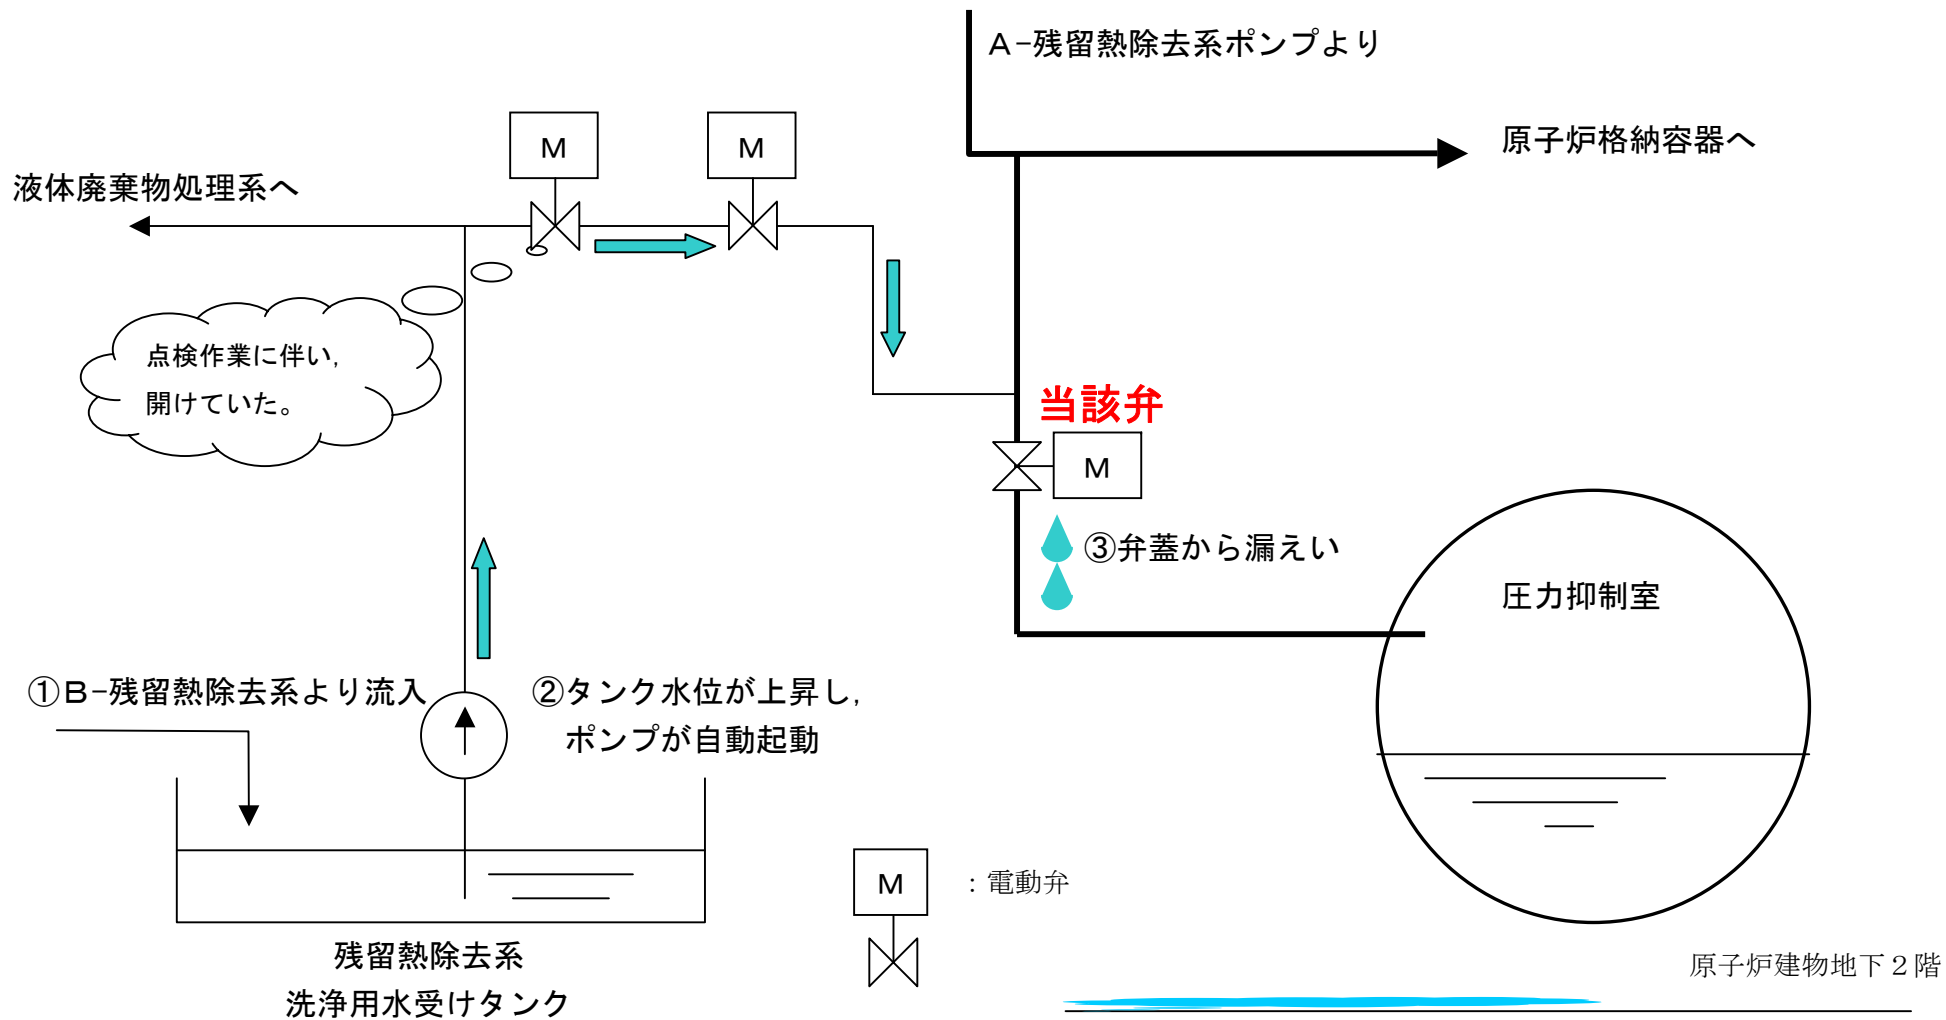 A-残留熱除去系ポンプより
原子炉格納容器へ
M
M
液体廃棄物処理系へ
点検作業に伴い,
開けていた。
当該弁
M
③弁蓋から漏えい
圧力抑制室
①B-残留熱除去系より流入
②タンク水位が上昇し,
ポンプが自動起動
M
:電動弁
残留熱除去系
洗浄用水受けタンク
原子炉建物地下2階